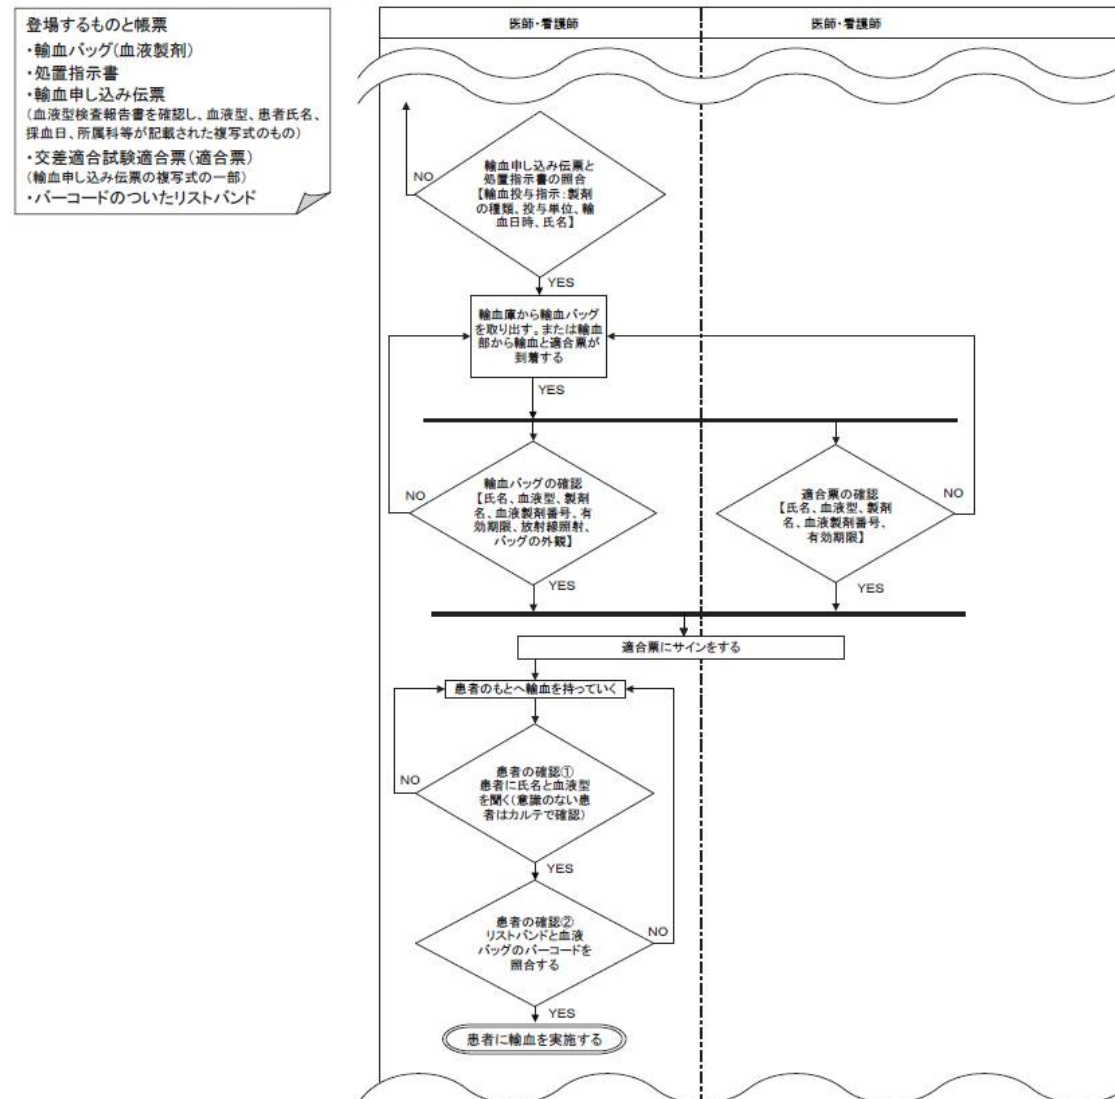 登場するものと帳票
・輸血バッグ(血液製剤)
・処置指示書
・輸血申し込み伝票
(血液型検査報告書を確認し、血液型、患者氏名、
採血日、所属科等が記載された複写式のもの)
・交差適合試験適合票(適合票)
(輸血申し込み伝票の複写式の一部)
・バーコードのついたリストバンド
医師・看護師
医師・看護師
NO
輸血申し込み伝票と
処置指示書の照合
【輸血投与指示:製剤
の種類、投与単位、輸
血日時、氏名】
YES
輸血庫から輸血バッグ
を取り出す。または輸血
部から輸血と適合票が
到着する
YES
NO
輸血バッグの確認
【氏名、血液型、製剤
名、血液製剤番号、有
効期限、放射線照射、
バッグの外観】
YES
適合票の確認
【氏名、血液型、製剤
名、血液製剤番号、
有効期限】
NO
YES
適合票にサインをする
患者のもとへ輸血を持っていく
NO
患者の確認①
患者に氏名と血液型
を聞く(意識のない患
者はカルテで確認)
YES
患者の確認②
リストバンドと血液
バッグのバーコードを
照合する
NO
YES
患者に輸血を実施する